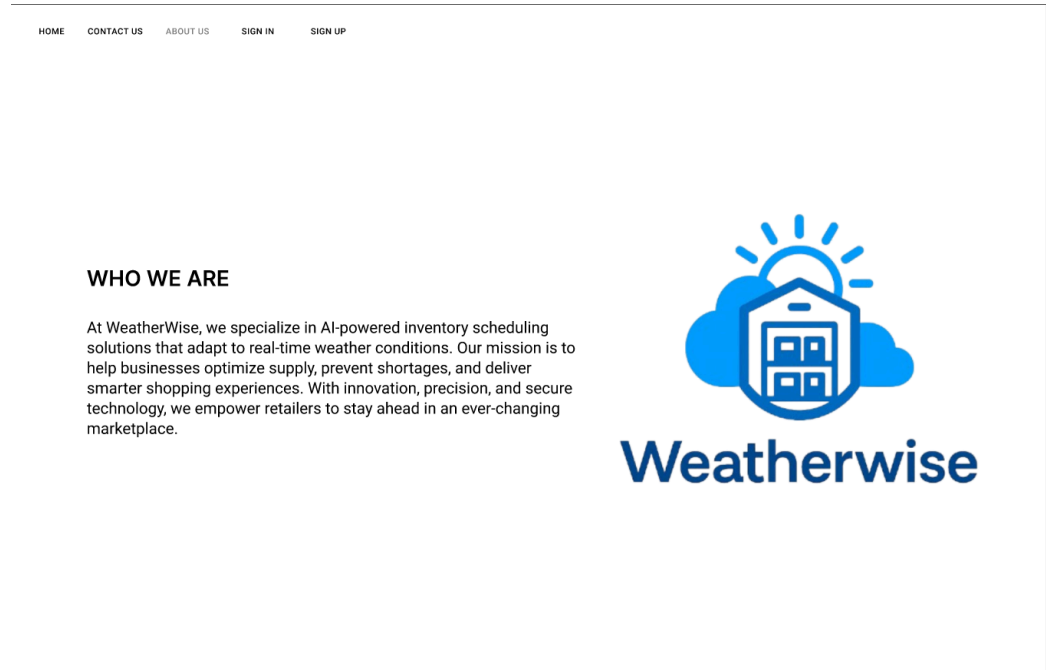 HOME CONTACT US ABOUT US SIGN IN SIGN UP
WHO WE ARE
At WeatherWise, we specialize in AI-powered inventory scheduling
solutions that adapt to real-time weather conditions. Our mission is to
help businesses optimize supply, prevent shortages, and deliver
smarter shopping experiences. With innovation, precision, and secure
technology, we empower retailers to stay ahead in an ever-changing
marketplace.
Weatherwise